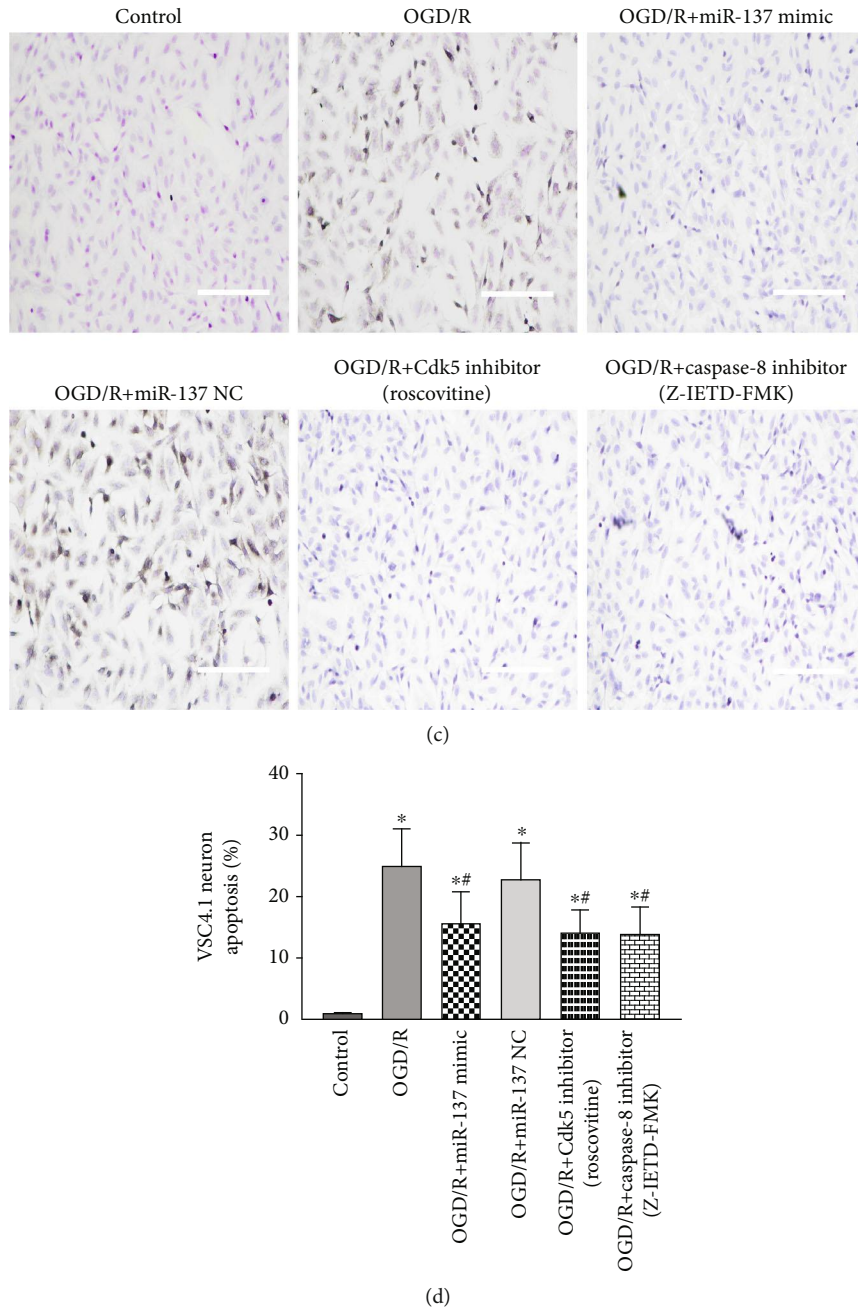 Control
OGD/R
OGD/R+miR-137 mimic
OGD/R+miR-137 NC
OGD/R+Cdk5 inhibitor
(roscovitine)
OGD/R+caspase-8 inhibitor
(Z-IETD-FMK)
(c)
VSC4.1 neuron
apoptosis (%)
40
30
20
10
0
*
*#
*
*#
*#
Control
OGD/R
OGD/R+miR-137 mimic
OGD/R+miR-137 NC
OGD/R+Cdk5 inhibitor
(roscovitine)
OGD/R+caspase-8 inhibitor
(Z-IETD-FMK)
(d)